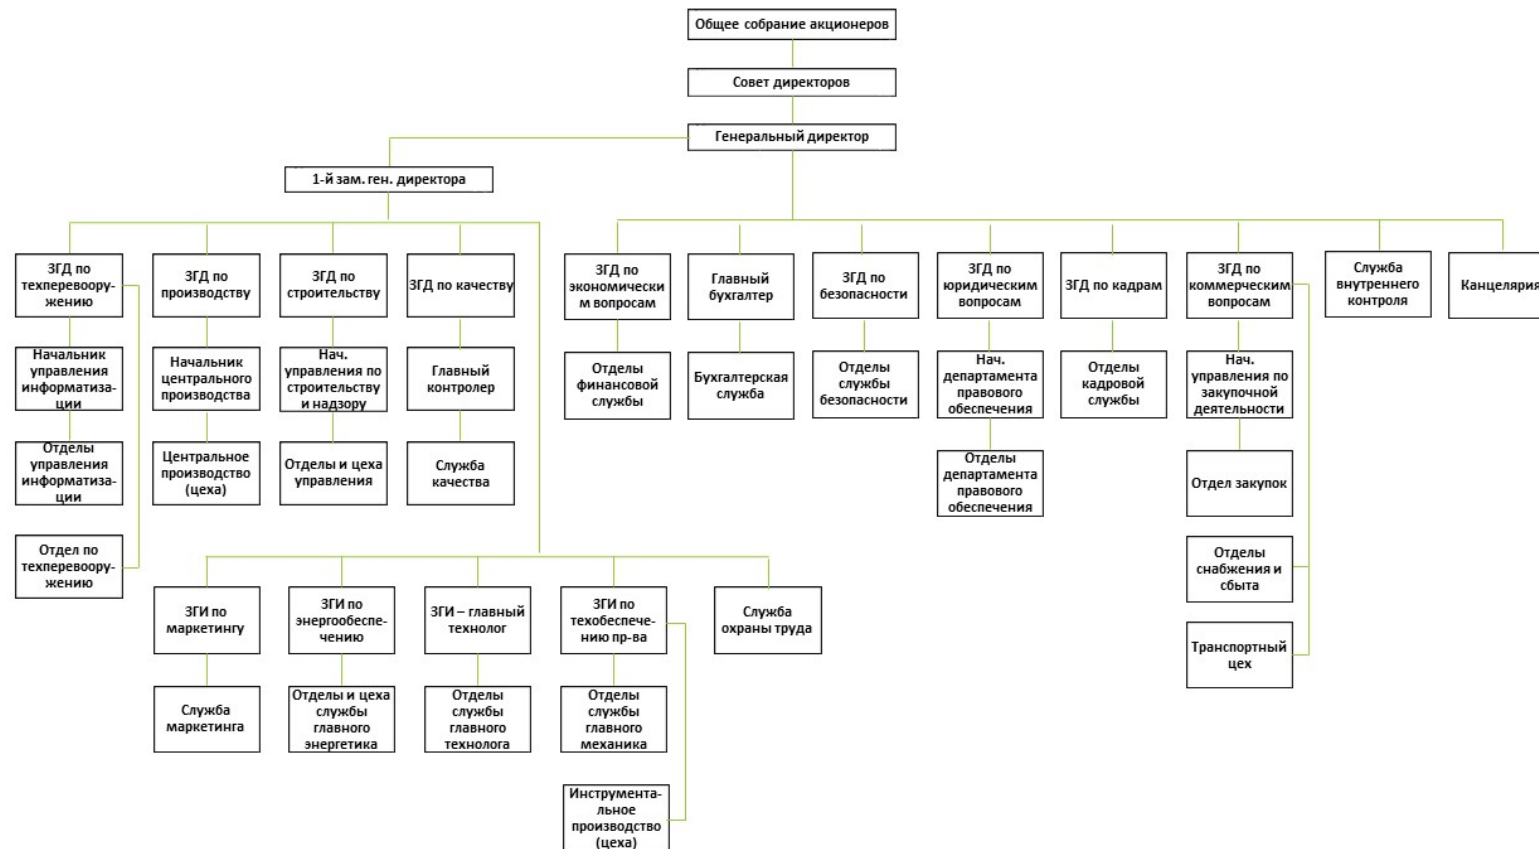 Общее собрание акционеров
Совет директоров
Генеральный директор
1-й зам. ген. директора
ЗГД по
техперевоору-
жению
ЗГД по
производству
ЗГД по
строительству
ЗГД по качеству
ЗГД по
экономически
м вопросам
Главный
бухгалтер
ЗГД по
безопасности
ЗГД по
юридическим
вопросам
ЗГД по кадрам
ЗГД по
коммерческим
вопросам
Служба
внутреннего
контроля
Канцелярия
Начальник
управления
информатиза-
ции
Начальник
центрального
производства
Нач.
управления по
строительству
и надзору
Главный
контролер
Отделы
финансовой
службы
Бухгалтерская
служба
Отделы
службы
безопасности
Нач.
департамента
правового
обеспечения
Отделы
кадровой
службы
Нач.
управления по
закупочной
деятельности
Отделы
управления
информатиза-
ции
Центральное
производство
(цеха)
Отделы и цеха
управления
Служба
качества
Отделы
департамента
правового
обеспечения
Отдел закупок
Отдел по
техперевоору-
жению
Отделы
снабжения и
сбыта
ЗГИ по
маркетингу
ЗГИ по
энергообеспе-
чению
ЗГИ – главный
технолог
ЗГИ по
техобеспече-
нию пр-ва
Служба
охраны труда
Транспортный
цех
Служба
маркетинга
Отделы и цеха
службы
главного
энергетика
Отделы
службы
главного
технолога
Отделы
службы
главного
механика
Инструмента-
льное
производство
(цеха)